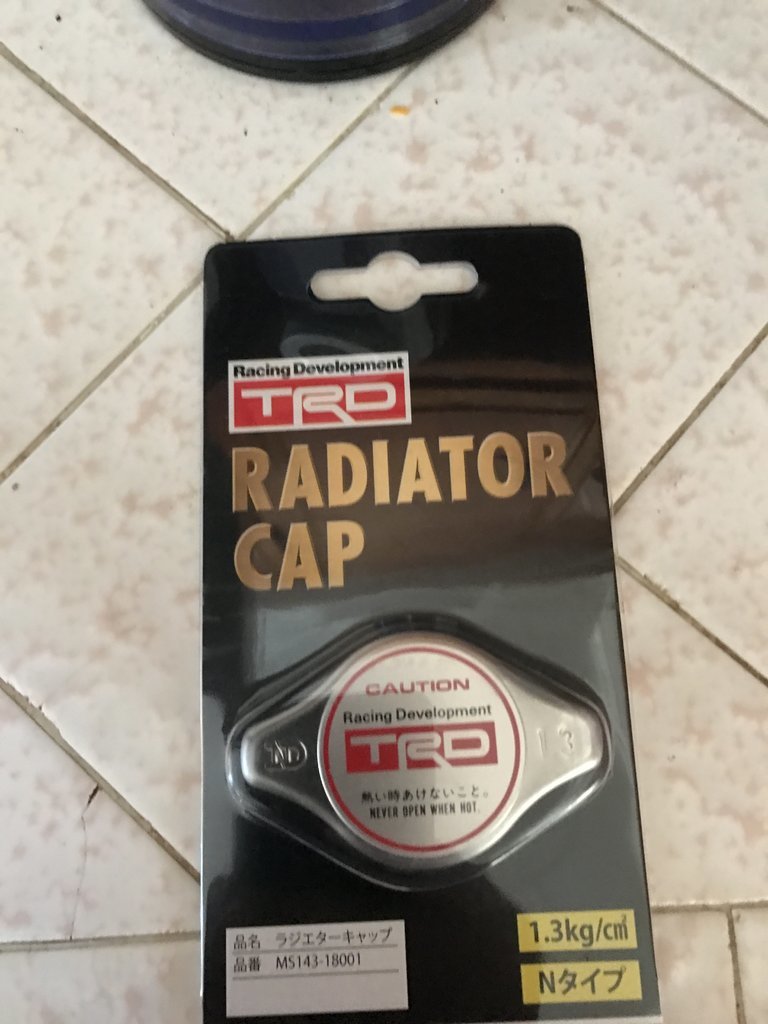 Racing Development
TRD
RADIATOR
CAP
CAUTION
Racing Development
TRD
ND
13
熱い時あけないこと。
NEVER OPEN WHEN HOT.
品名 ラジエターキャップ
品番 MS143-18001
1.3kg/c㎡
Nタイプ